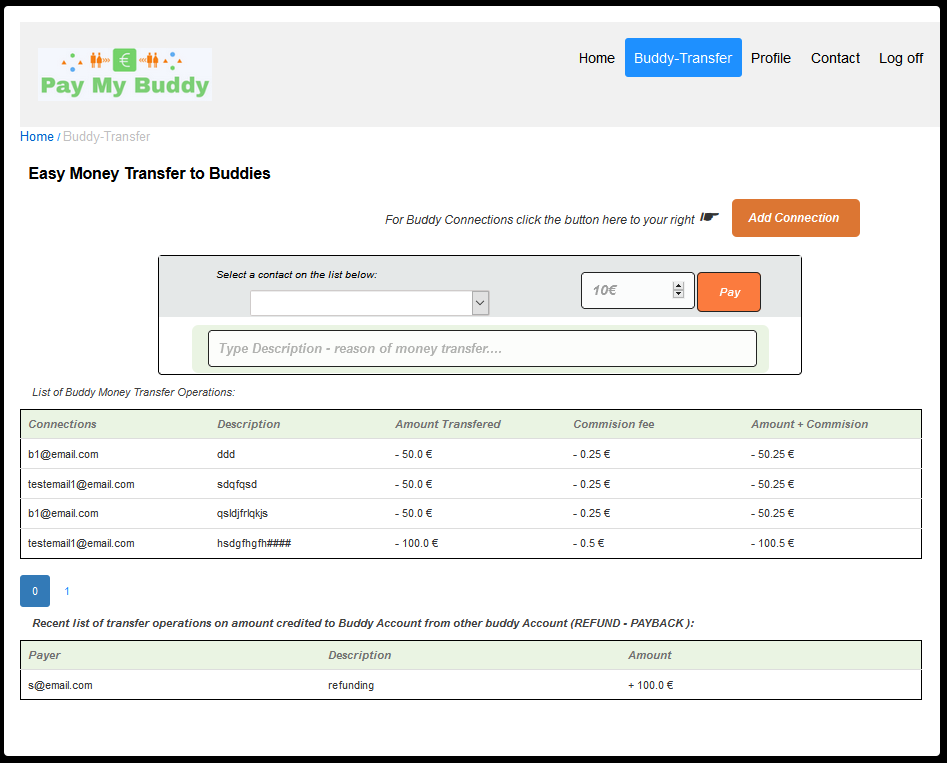 €
Pay My Buddy
Home Buddy-Transfer Profile Contact Log off
Home / Buddy-Transfer
Easy Money Transfer to Buddies
For Buddy Connections click the button here to your right ☛ Add Connection
Select a contact on the list below:
10€ Pay
Type Description - reason of money transfer....
List of Buddy Money Transfer Operations:
Connections Description Amount Transfered Commision fee Amount + Commision
b1@email.com ddd - 50.0 € - 0.25 € - 50.25 €
testemail1@email.com sdqfqsd - 50.0 € - 0.25 € - 50.25 €
b1@email.com qsldjfrlqkjs - 50.0 € - 0.25 € - 50.25 €
testemail1@email.com hsdgfhgfh#### - 100.0 € - 0.5 € - 100.5 €
0 1
Recent list of transfer operations on amount credited to Buddy Account from other buddy Account (REFUND - PAYBACK ):
Payer Description Amount
s@email.com refunding + 100.0 €